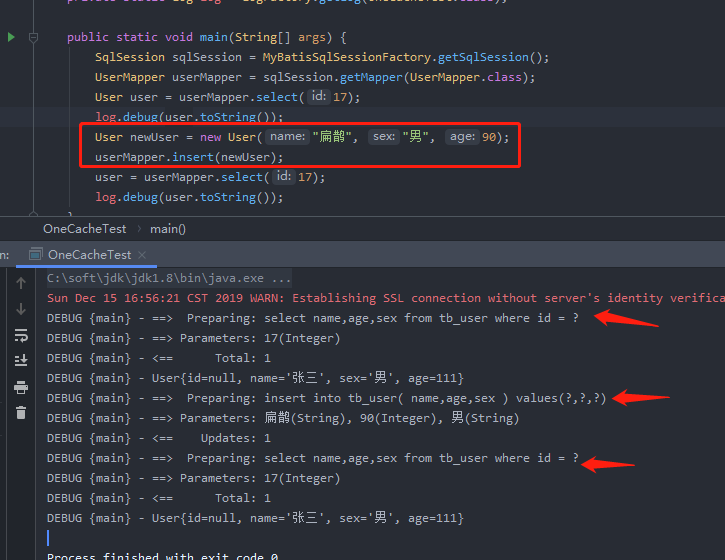 public static void main(String[] args) {
SqlSession sqlSession = MyBatisSqlSessionFactory.getSqlSession();
UserMapper userMapper = sqlSession.getMapper(UserMapper.class);
User user = userMapper.select( id: 17);
log.debug(user.toString());
User newUser = new User( name: "扁鹊", sex: "男", age: 90);
userMapper.insert(newUser);
user = userMapper.select( id: 17);
log.debug(user.toString());
OneCacheTest › main()
n: OneCacheTest ×
C:\soft\jdk\jdk1.8\bin\java.exe ...
Sun Dec 15 16:56:21 CST 2019 WARN: Establishing SSL connection without server's identity verifica
DEBUG {main} - ==>  Preparing: select name,age,sex from tb_user where id = ?
DEBUG {main} - ==> Parameters: 17(Integer)
DEBUG {main} - <==      Total: 1
DEBUG {main} - User{id=null, name='张三', sex='男', age=111}
DEBUG {main} - ==>  Preparing: insert into tb_user( name,age,sex ) values(?,?,?)
DEBUG {main} - ==> Parameters: 扁鹊(String), 90(Integer), 男(String)
DEBUG {main} - <==    Updates: 1
DEBUG {main} - ==>  Preparing: select name,age,sex from tb_user where id = ?
DEBUG {main} - ==> Parameters: 17(Integer)
DEBUG {main} - <==      Total: 1
DEBUG {main} - User{id=null, name='张三', sex='男', age=111}
Process finished with exit code 0